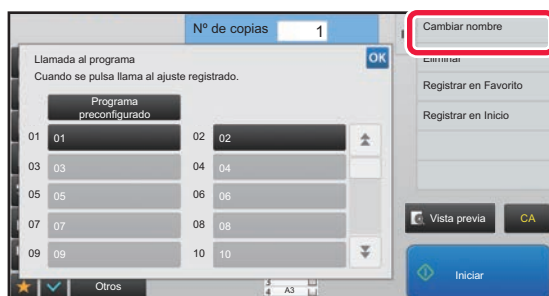 Nº de copias 1
Llamada al programa OK
Cuando se pulsa llama al ajuste registrado.
Programa
preconfigurado
01 01 02 02
03 03 04 04
05 05 06 06
07 07 08 08
09 09 10 10
Otros
A3
4
Cambiar nombre
Eliminar
Registrar en Favorito
Registrar en Inicio
Vista previa CA
Iniciar